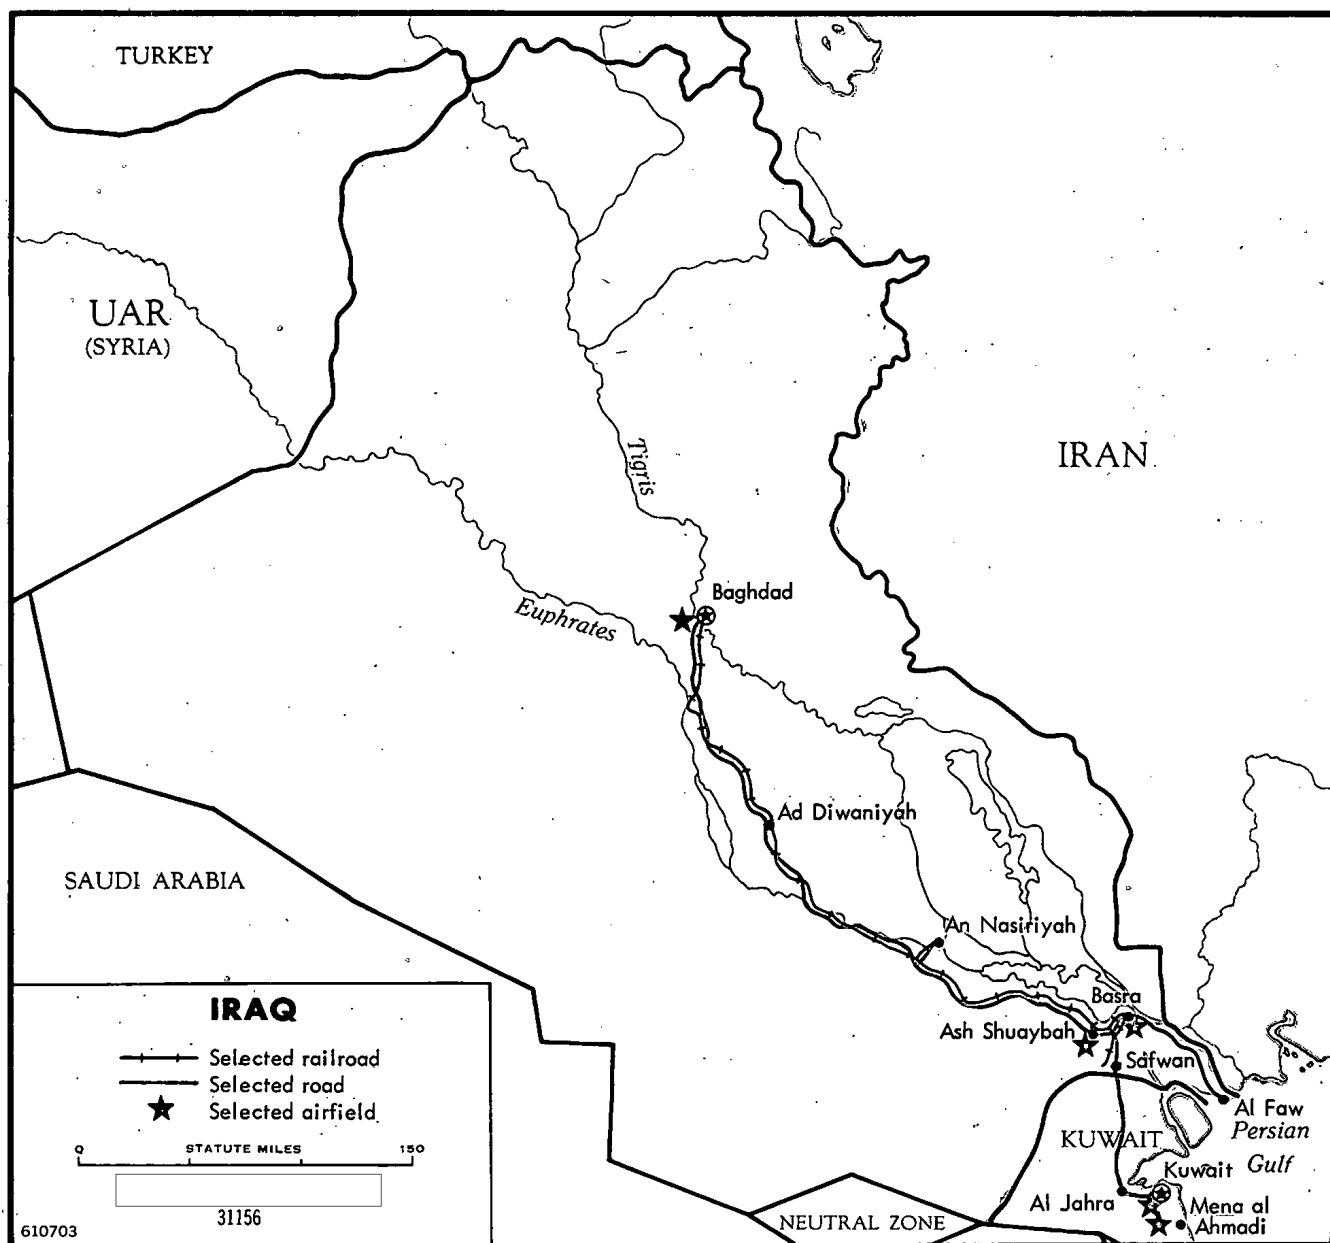 TURKEY
UAR
(SYRIA)
IRAN
Tigris
Baghdad
Euphrates
Ad Diwaniyah
SAUDI ARABIA
An Nasiriyah
Basra
Ash Shuaybah
Safwan
Al Faw
Persian
Gulf
KUWAIT
Kuwait
Al Jahra
Mena al
Ahmadi
NEUTRAL ZONE
IRAQ
Selected railroad
Selected road
Selected airfield
0 STATUTE MILES 150
31156
610703